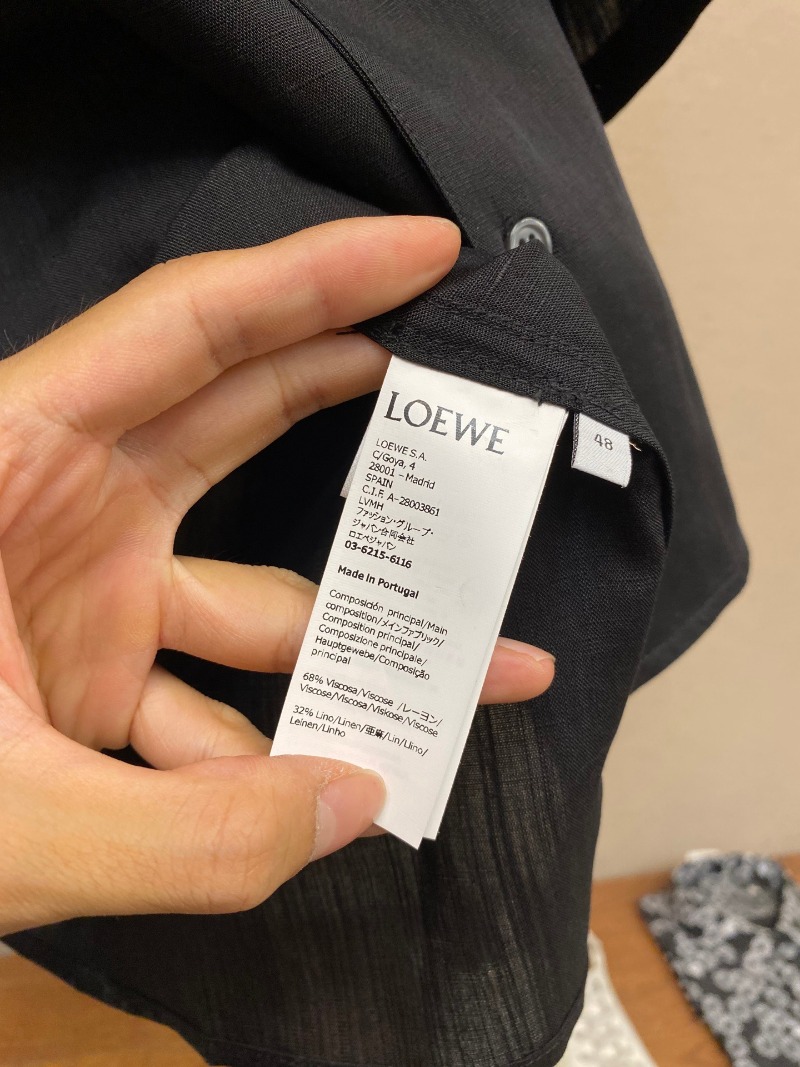 LOEWE
LOEWE S.A.
C/Goya, 4
28001 - Madrid
SPAIN
C.I.F. A-28003861
LVMH
ファッション・グループ・
ジャパン合同会社
ロエベジャパン
03-6215-6116
Made in Portugal
Composición principal/Main
composition/メインファブリック/
Composition principal/
Composizione principale/
Hauptgewebe/Composição
principal
68% Viscosa/Viscose /レーヨン/
Viscose/Viscosa/Viskose/Viscose
32% Lino/Linen/亜麻/Lin/Llino/
Leinen/Linho
48